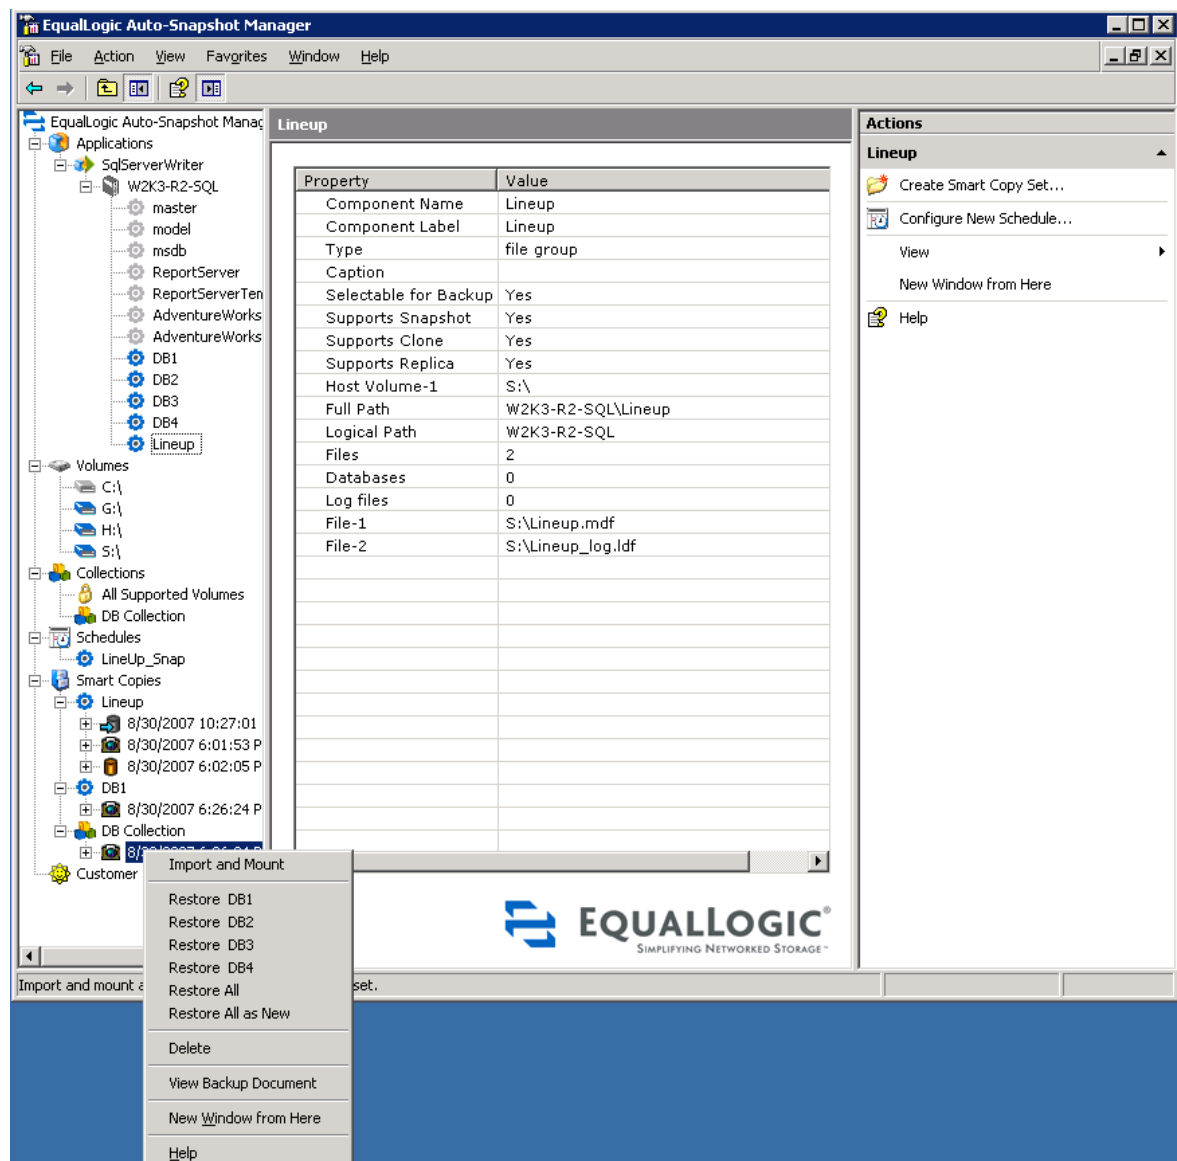 EqualLogic Auto-Snapshot Manager
File Action View Favorites Window Help
EqualLogic Auto-Snapshot Manag
Applications
SqlServerWriter
W2K3-R2-SQL
master
model
msdb
ReportServer
ReportServerTen
AdventureWorks
AdventureWorks
DB1
DB2
DB3
DB4
Lineup
Volumes
C:\
G:\
H:\
S:\
Collections
All Supported Volumes
DB Collection
Schedules
LineUp_Snap
Smart Copies
Lineup
8/30/2007 10:27:01
8/30/2007 6:01:53 P
8/30/2007 6:02:05 P
DB1
8/30/2007 6:26:24 P
DB Collection
Customer
Lineup
Property Value
Component Name Lineup
Component Label Lineup
Type file group
Caption
Selectable for Backup Yes
Supports Snapshot Yes
Supports Clone Yes
Supports Replica Yes
Host Volume-1 S:\
Full Path W2K3-R2-SQL\Lineup
Logical Path W2K3-R2-SQL
Files 2
Databases 0
Log files 0
File-1 S:\Lineup.mdf
File-2 S:\Lineup_log.ldf
EQUALLOGIC®
SIMPLIFYING NETWORKED STORAGE™
Actions
Lineup
Create Smart Copy Set...
Configure New Schedule...
View
New Window from Here
Help
Import and Mount
Restore DB1
Restore DB2
Restore DB3
Restore DB4
Restore All
Restore All as New
Delete
View Backup Document
New Window from Here
Help
Import and mount a set.